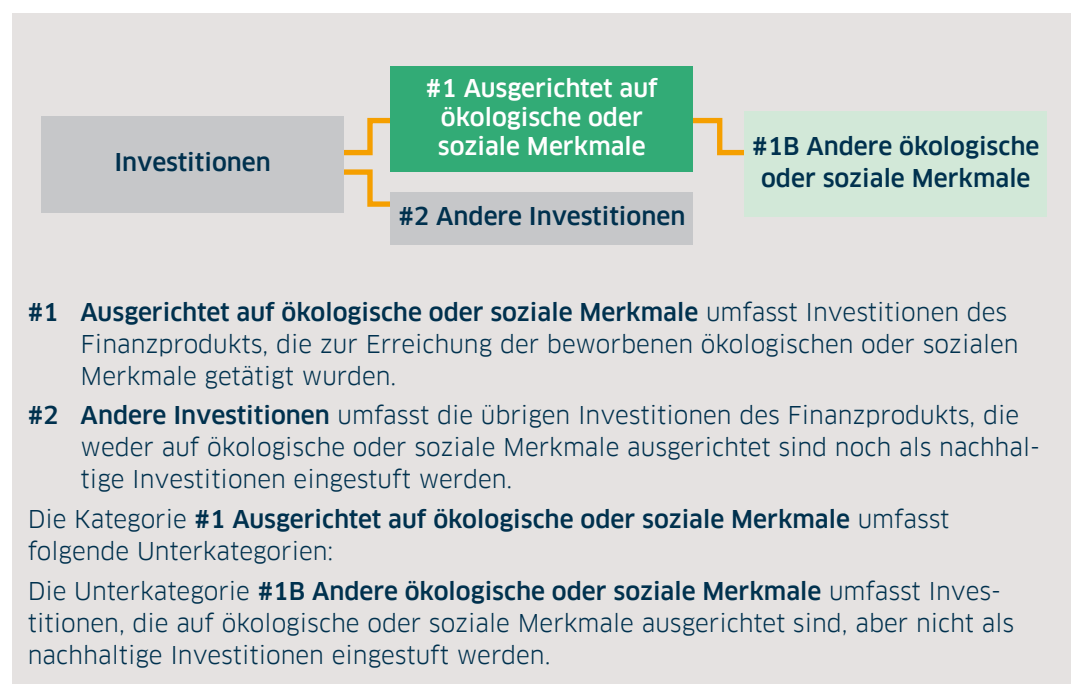 #1 Ausgerichtet auf
ökologische oder
soziale Merkmale
Investitionen
#1B Andere ökologische
oder soziale Merkmale
#2 Andere Investitionen
#1 Ausgerichtet auf ökologische oder soziale Merkmale umfasst Investitionen des
Finanzprodukts, die zur Erreichung der beworbenen ökologischen oder sozialen
Merkmale getätigt wurden.
#2 Andere Investitionen umfasst die übrigen Investitionen des Finanzprodukts, die
weder auf ökologische oder soziale Merkmale ausgerichtet sind noch als nachhal-
tige Investitionen eingestuft werden.
Die Kategorie #1 Ausgerichtet auf ökologische oder soziale Merkmale umfasst
folgende Unterkategorien:
Die Unterkategorie #1B Andere ökologische oder soziale Merkmale umfasst Inves-
titionen, die auf ökologische oder soziale Merkmale ausgerichtet sind, aber nicht als
nachhaltige Investitionen eingestuft werden.